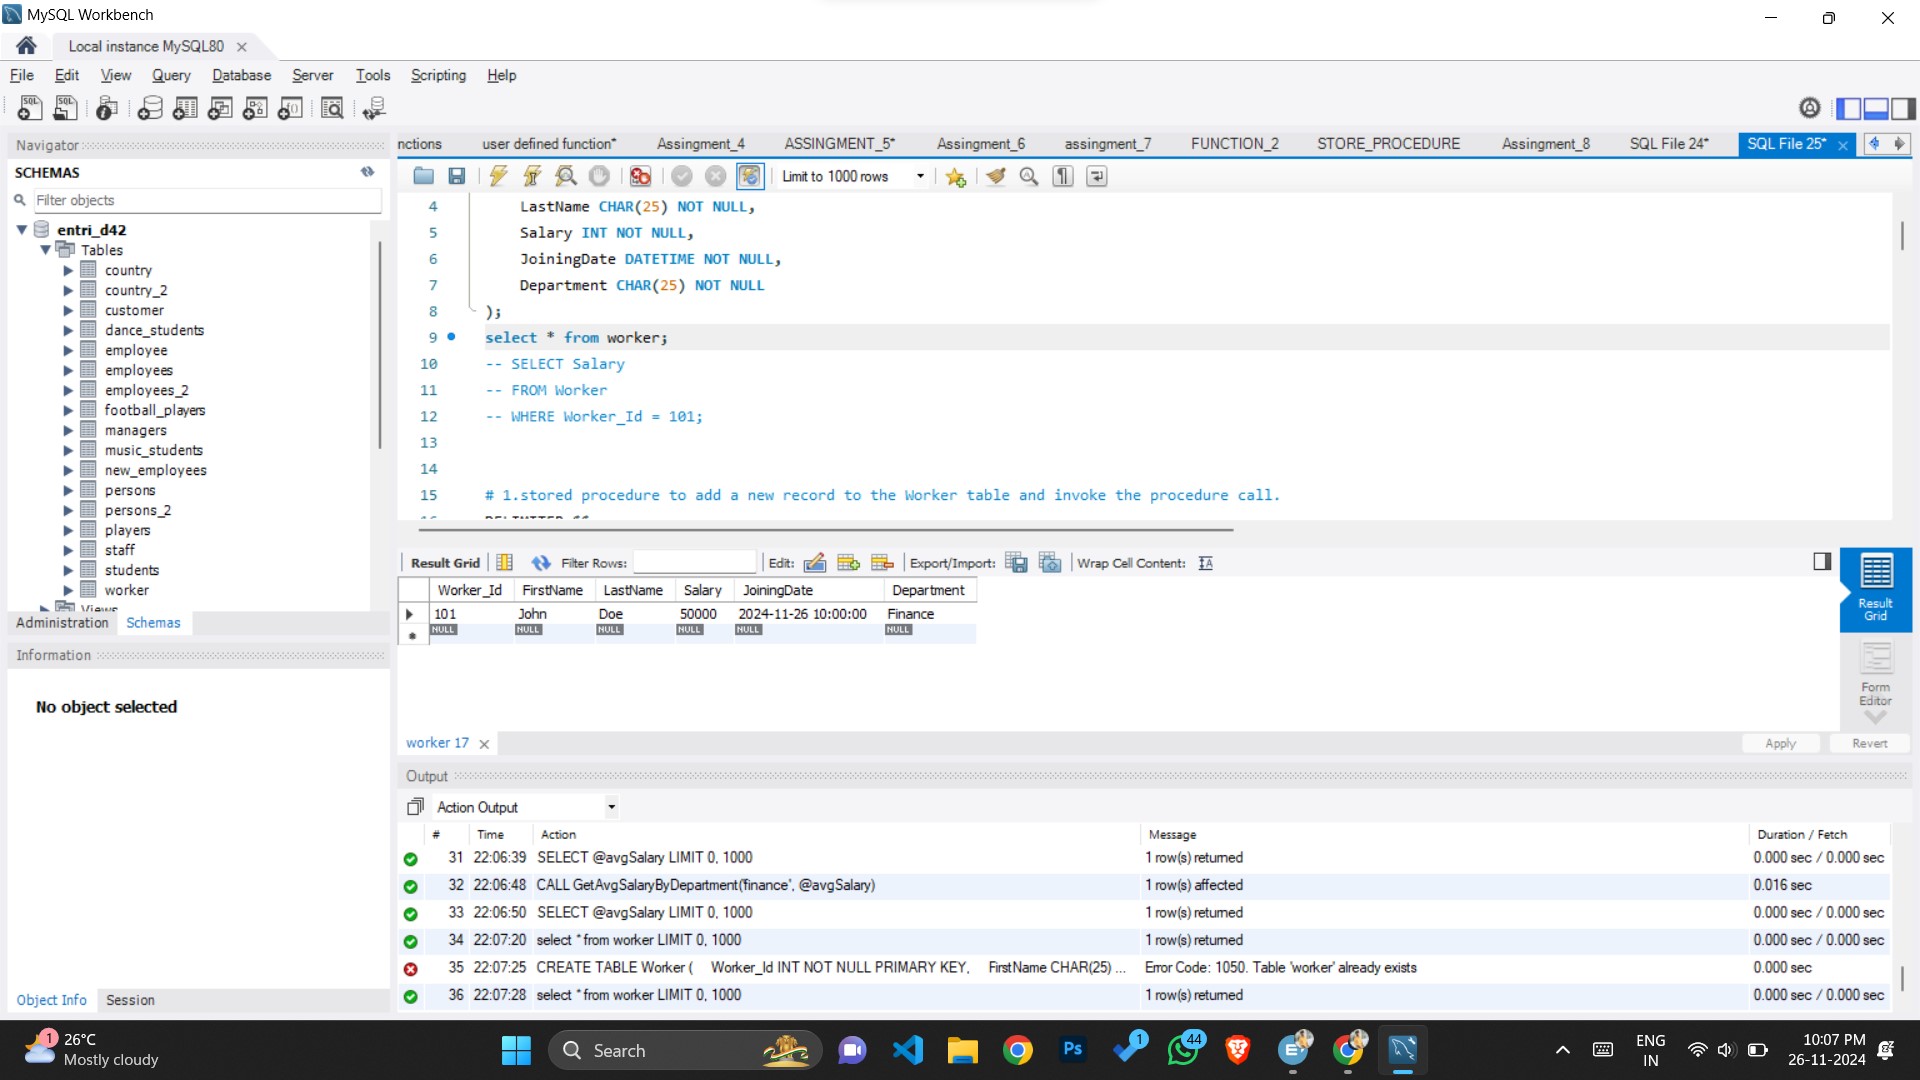 MySQL Workbench
Local instance MySQL80
File Edit View Query Database Server Tools Scripting Help
Navigator
SCHEMAS
Filter objects
entri_d42
Tables
country
country_2
customer
dance_students
employee
employees
employees_2
football_players
managers
music_students
new_employees
persons
persons_2
players
staff
students
worker
Views
Administration Schemas
Information
No object selected
Object Info Session
nctions user defined function* Assingment_4 ASSINGMENT_5* Assingment_6 assingment_7 FUNCTION_2 STORE_PROCEDURE Assingment_8 SQL File 24* SQL File 25*
Limit to 1000 rows
4 LastName CHAR(25) NOT NULL,
5 Salary INT NOT NULL,
6 JoiningDate DATETIME NOT NULL,
7 Department CHAR(25) NOT NULL
8 );
9 select * from worker;
10 -- SELECT Salary
11 -- FROM Worker
12 -- WHERE Worker_Id = 101;
13
14
15 # 1.stored procedure to add a new record to the Worker table and invoke the procedure call.
Result Grid Filter Rows: Edit: Export/Import: Wrap Cell Content:
Worker_Id FirstName LastName Salary JoiningDate Department
101 John Doe 50000 2024-11-26 10:00:00 Finance
NULL NULL NULL NULL NULL NULL
Result
Grid
Form
Editor
worker 17
Apply Revert
Output
Action Output
# Time Action Message Duration / Fetch
31 22:06:39 SELECT @avgSalary LIMIT 0, 1000 1 row(s) returned 0.000 sec / 0.000 sec
32 22:06:48 CALL GetAvgSalaryByDepartment('finance', @avgSalary) 1 row(s) affected 0.016 sec
33 22:06:50 SELECT @avgSalary LIMIT 0, 1000 1 row(s) returned 0.000 sec / 0.000 sec
34 22:07:20 select * from worker LIMIT 0, 1000 1 row(s) returned 0.000 sec / 0.000 sec
35 22:07:25 CREATE TABLE Worker ( Worker_Id INT NOT NULL PRIMARY KEY, FirstName CHAR(25) ... Error Code: 1050. Table 'worker' already exists 0.000 sec
36 22:07:28 select * from worker LIMIT 0, 1000 1 row(s) returned 0.000 sec / 0.000 sec
1
26°C
Mostly cloudy
Search
Ps
1
44
ENG
IN
10:07 PM
26-11-2024